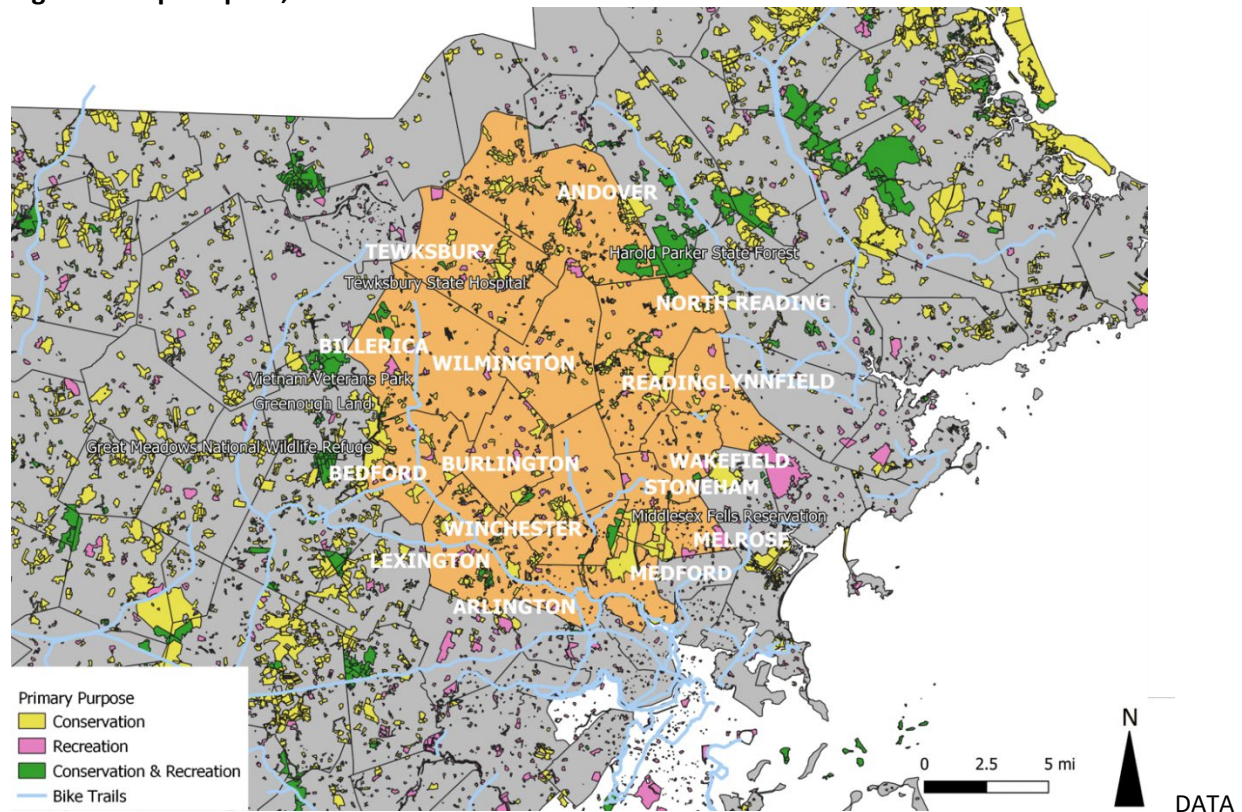 ANDOVER
TEWKSBURY
Harold Parker State Forest
Tewksbury State Hospital
NORTH READING
BILLERICA
WILMINGTON
Vietnam Veterans Park
READING LYNNFIELD
Greenough Land
Great Meadows National Wildlife Refuge
BEDFORD
BURLINGTON
WAKEFIELD
STONEHAM
Middlesex Fells Reservation
WINCHESTER
MELROSE
LEXINGTON
MEDFORD
ARLINGTON
Primary Purpose
Conservation
Recreation
Conservation & Recreation
Bike Trails
0 2.5 5 mi
N
DATA